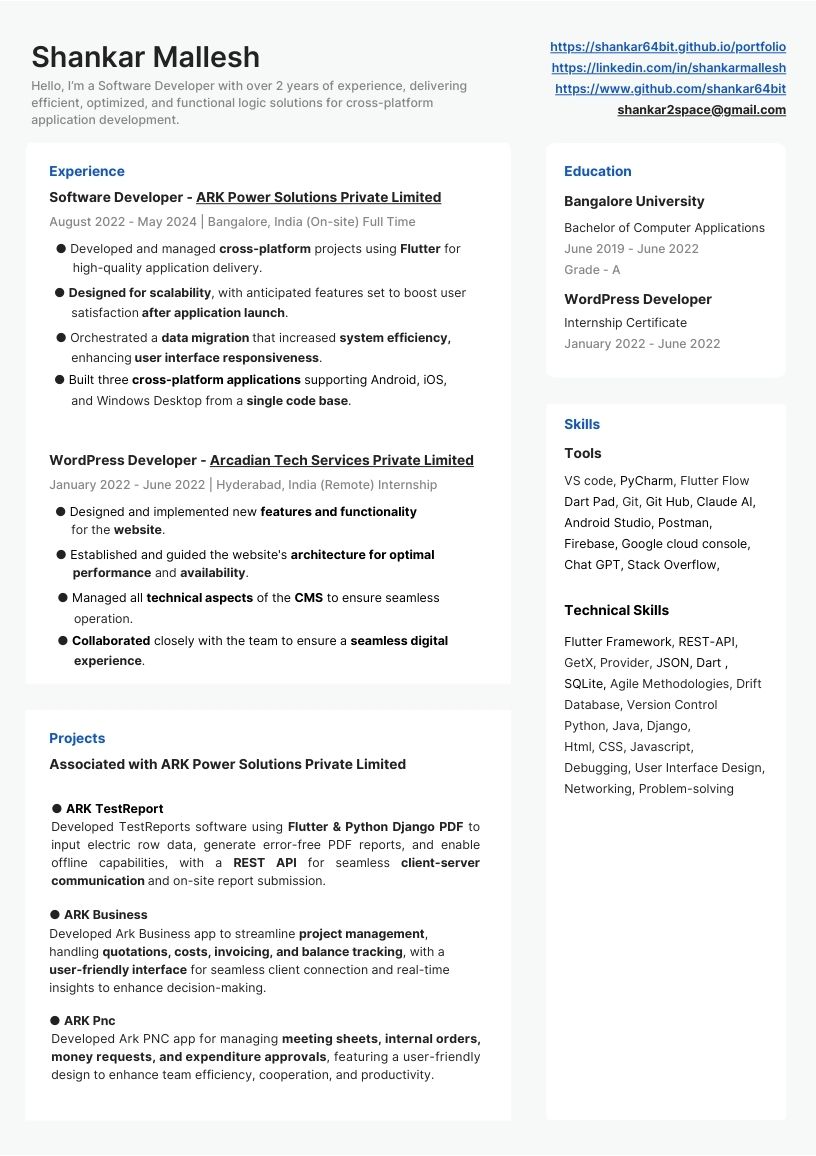 Shankar Mallesh
Hello, I'm a Software Developer with over 2 years of experience, delivering
efficient, optimized, and functional logic solutions for cross-platform
application development.
https://shankar64bit.github.io/portfolio
https://linkedin.com/in/shankarmallesh
https://www.github.com/shankar64bit
shankar2space@gmail.com
Experience
Software Developer - ARK Power Solutions Private Limited
August 2022 - May 2024 | Bangalore, India (On-site) Full Time
● Developed and managed cross-platform projects using Flutter for
high-quality application delivery.
● Designed for scalability, with anticipated features set to boost user
satisfaction after application launch.
● Orchestrated a data migration that increased system efficiency,
enhancing user interface responsiveness.
● Built three cross-platform applications supporting Android, iOS,
and Windows Desktop from a single code base.
WordPress Developer - Arcadian Tech Services Private Limited
January 2022 - June 2022 | Hyderabad, India (Remote) Internship
● Designed and implemented new features and functionality
for the website.
● Established and guided the website's architecture for optimal
performance and availability.
● Managed all technical aspects of the CMS to ensure seamless
operation.
● Collaborated closely with the team to ensure a seamless digital
experience.
Projects
Associated with ARK Power Solutions Private Limited
● ARK TestReport
Developed TestReports software using Flutter & Python Django PDF to
input electric row data, generate error-free PDF reports, and enable
offline capabilities, with a REST API for seamless client-server
communication and on-site report submission.
● ARK Business
Developed Ark Business app to streamline project management,
handling quotations, costs, invoicing, and balance tracking, with a
user-friendly interface for seamless client connection and real-time
insights to enhance decision-making.
● ARK Pnc
Developed Ark PNC app for managing meeting sheets, internal orders,
money requests, and expenditure approvals, featuring a user-friendly
design to enhance team efficiency, cooperation, and productivity.
Education
Bangalore University
Bachelor of Computer Applications
June 2019 - June 2022
Grade - A
WordPress Developer
Internship Certificate
January 2022 - June 2022
Skills
Tools
VS code, PyCharm, Flutter Flow
Dart Pad, Git, Git Hub, Claude AI,
Android Studio, Postman,
Firebase, Google cloud console,
Chat GPT, Stack Overflow,
Technical Skills
Flutter Framework, REST-API,
GetX, Provider, JSON, Dart ,
SQLite, Agile Methodologies, Drift
Database, Version Control
Python, Java, Django,
Html, CSS, Javascript,
Debugging, User Interface Design,
Networking, Problem-solving